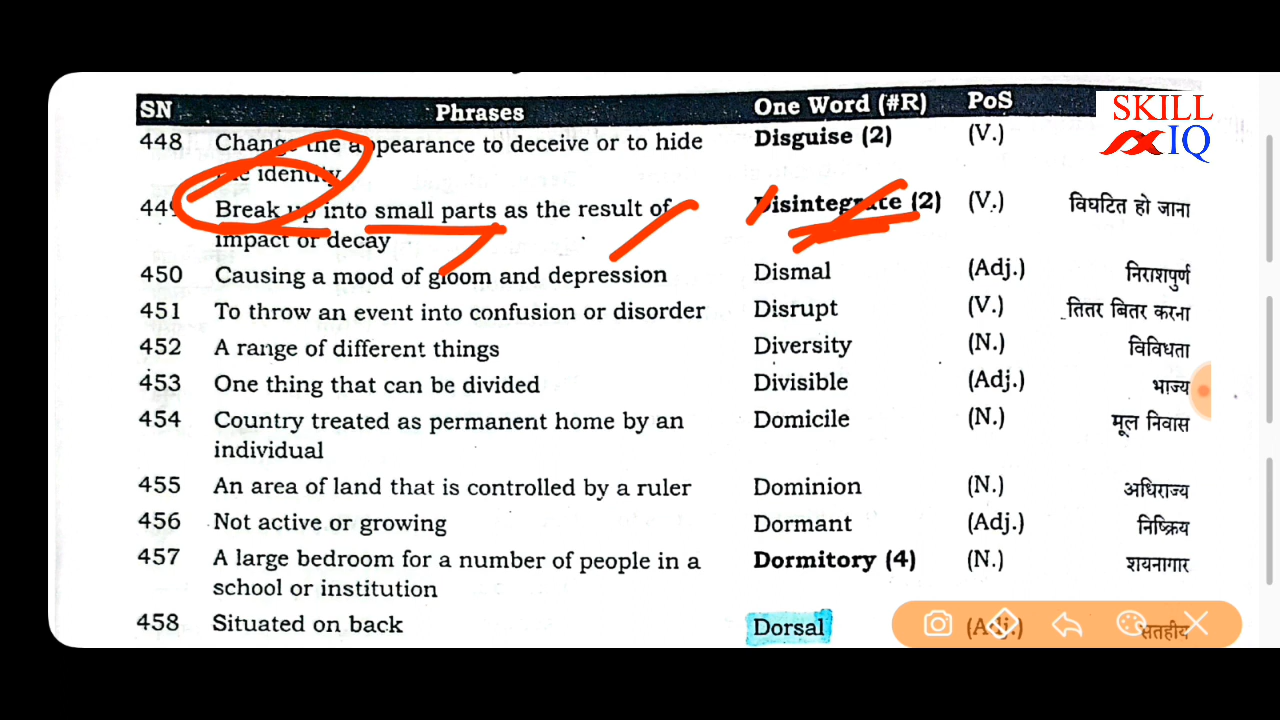 SN Phrases One Word (#R) PoS
SKILL
IQ
448 Change the appearance to deceive or to hide Disguise (2) (V.)
the identity
449 Break up into small parts as the result of Disintegrate (2) (V.) विघटित हो जाना
impact or decay
450 Causing a mood of gloom and depression Dismal (Adj.) निराशपुर्ण
451 To throw an event into confusion or disorder Disrupt (V.) तितर बितर करना
452 A range of different things Diversity (N.) विविधता
453 One thing that can be divided Divisible (Adj.) भाज्य
454 Country treated as permanent home by an Domicile (N.) मूल निवास
individual
455 An area of land that is controlled by a ruler Dominion (N.) अधिराज्य
456 Not active or growing Dormant (Adj.) निष्क्रिय
457 A large bedroom for a number of people in a Dormitory (4) (N.) शयनागार
school or institution
458 Situated on back Dorsal (Adj.) सतहीय